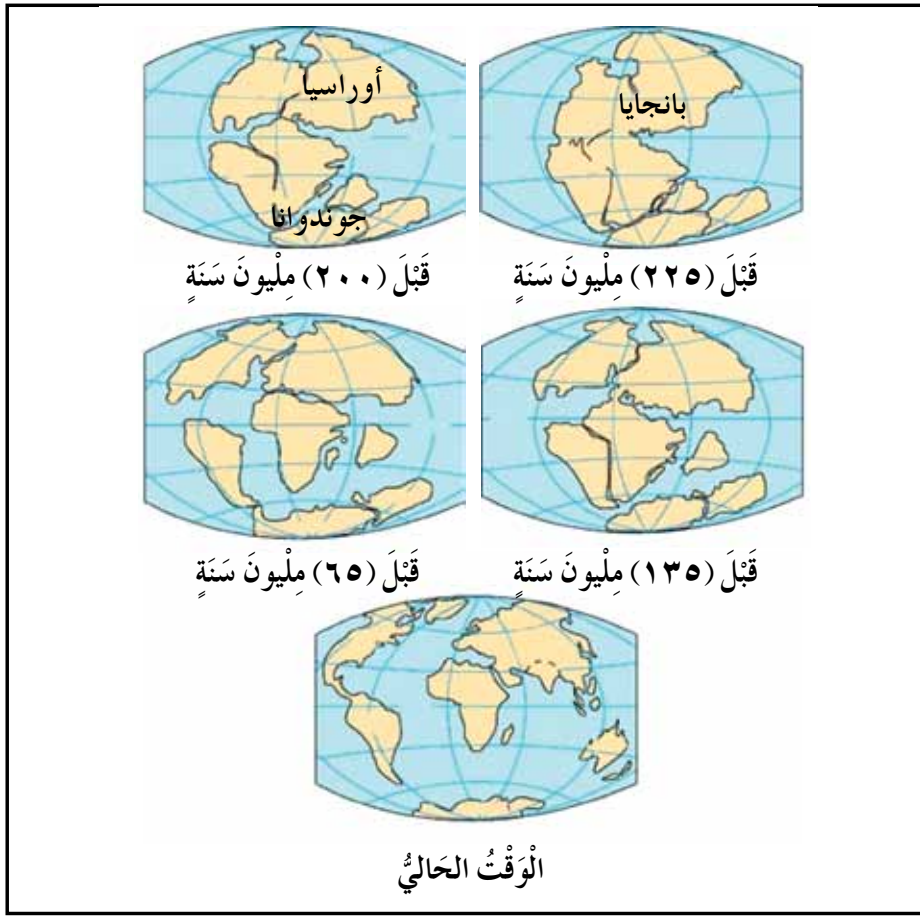 بانجايا
أوراسيا
جوندوانا
قَبْلَ (٢٢٥) مِلْيونَ سَنَةٍ
قَبْلَ (٢٠٠) مِلْيونَ سَنَةٍ
قَبْلَ (١٣٥) مِلْيونَ سَنَةٍ
قَبْلَ (٦٥) مِلْيونَ سَنَةٍ
الْوَقْتُ الحَاليُّ